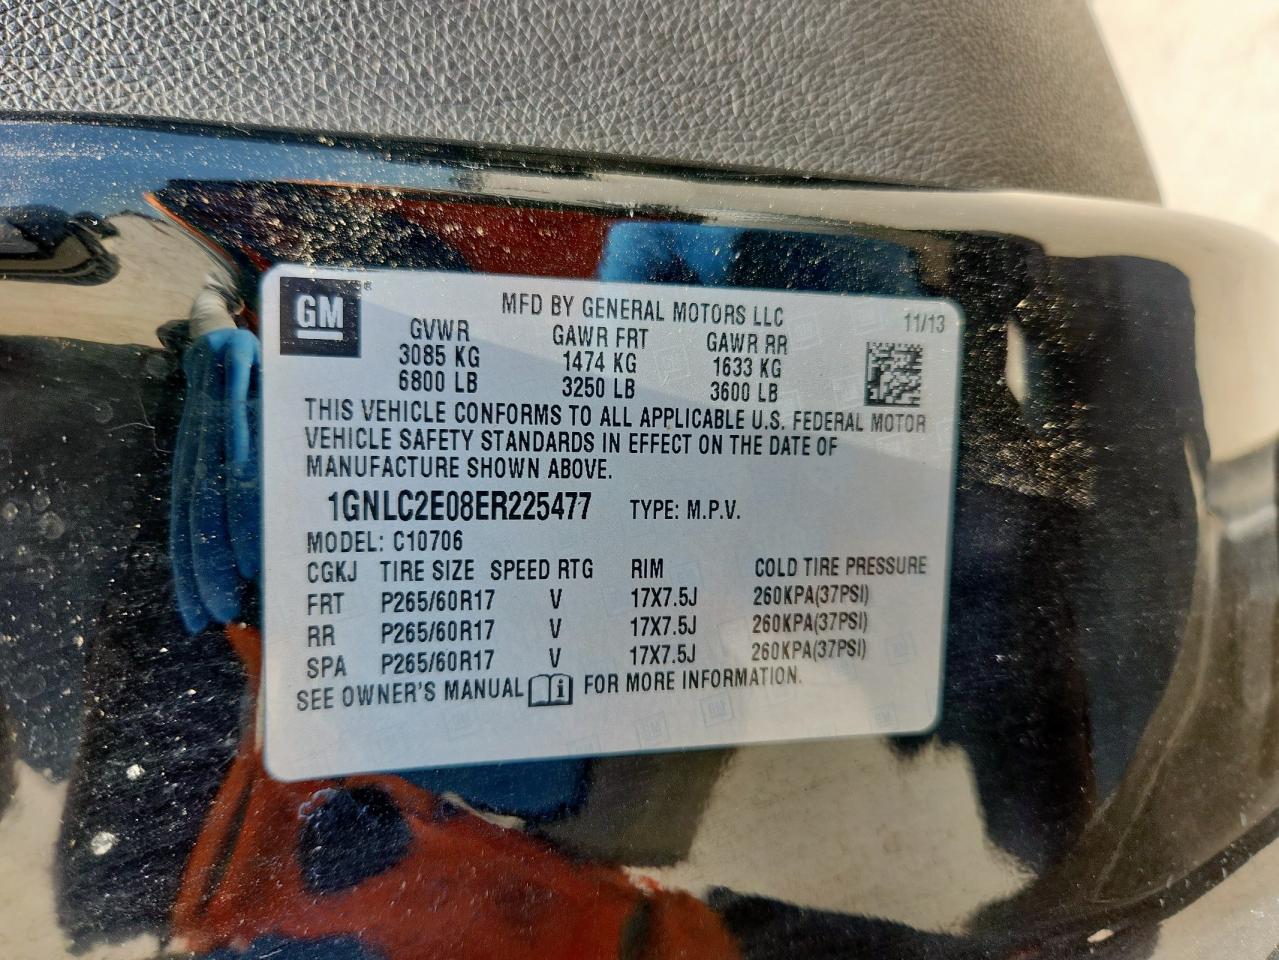 GM
MFD BY GENERAL MOTORS LLC 11/13
GVWR GAWR FRT GAWR RR
3085 KG 1474 KG 1633 KG
6800 LB 3250 LB 3600 LB
THIS VEHICLE CONFORMS TO ALL APPLICABLE U.S. FEDERAL MOTOR
VEHICLE SAFETY STANDARDS IN EFFECT ON THE DATE OF
MANUFACTURE SHOWN ABOVE.
1GNLC2E08ER225477 TYPE: M.P.V.
MODEL: C10706
CGKJ TIRE SIZE SPEED RTG RIM COLD TIRE PRESSURE
FRT P265/60R17 V 17X7.5J 260KPA(37PSI)
RR P265/60R17 V 17X7.5J 260KPA(37PSI)
SPA P265/60R17 V 17X7.5J 260KPA(37PSI)
SEE OWNER'S MANUAL i FOR MORE INFORMATION.